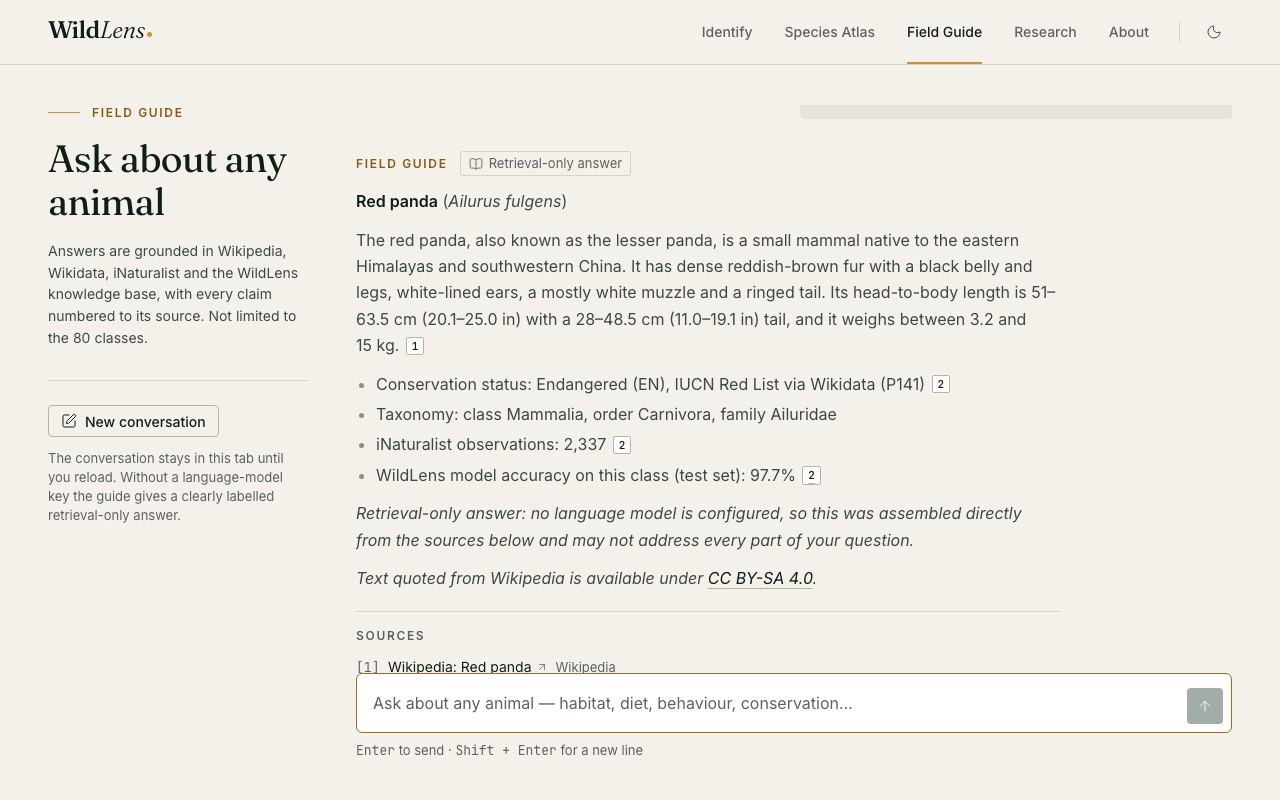 WildLens.
Identify
Species Atlas
Field Guide
Research
About
FIELD GUIDE
Ask about any
animal
Answers are grounded in Wikipedia,
Wikidata, iNaturalist and the WildLens
knowledge base, with every claim
numbered to its source. Not limited to
the 80 classes.
New conversation
The conversation stays in this tab until
you reload. Without a language-model
key the guide gives a clearly labelled
retrieval-only answer.
FIELD GUIDE
Retrieval-only answer
Red panda (Ailurus fulgens)
The red panda, also known as the lesser panda, is a small mammal native to the eastern
Himalayas and southwestern China. It has dense reddish-brown fur with a black belly and
legs, white-lined ears, a mostly white muzzle and a ringed tail. Its head-to-body length is 51–
63.5 cm (20.1–25.0 in) with a 28–48.5 cm (11.0–19.1 in) tail, and it weighs between 3.2 and
15 kg. 1
• Conservation status: Endangered (EN), IUCN Red List via Wikidata (P141) 2
• Taxonomy: class Mammalia, order Carnivora, family Ailuridae
• iNaturalist observations: 2,337 2
• WildLens model accuracy on this class (test set): 97.7% 2
Retrieval-only answer: no language model is configured, so this was assembled directly
from the sources below and may not address every part of your question.
Text quoted from Wikipedia is available under CC BY-SA 4.0.
SOURCES
[1] Wikipedia: Red panda ↗ Wikipedia
Ask about any animal — habitat, diet, behaviour, conservation…
Enter to send · Shift + Enter for a new line